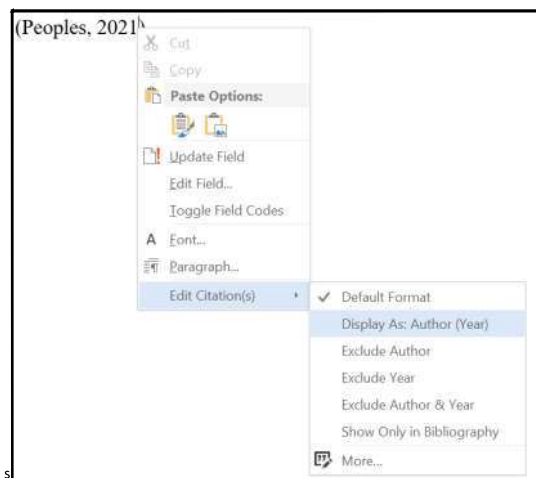 (Peoples, 2021)
Cut
Copy
Paste Options:
Update Field
Edit Field...
Toggle Field Codes
A Font...
Paragraph...
Edit Citation(s)
Default Format
Display As: Author (Year)
Exclude Author
Exclude Year
Exclude Author & Year
Show Only in Bibliography
More...
s